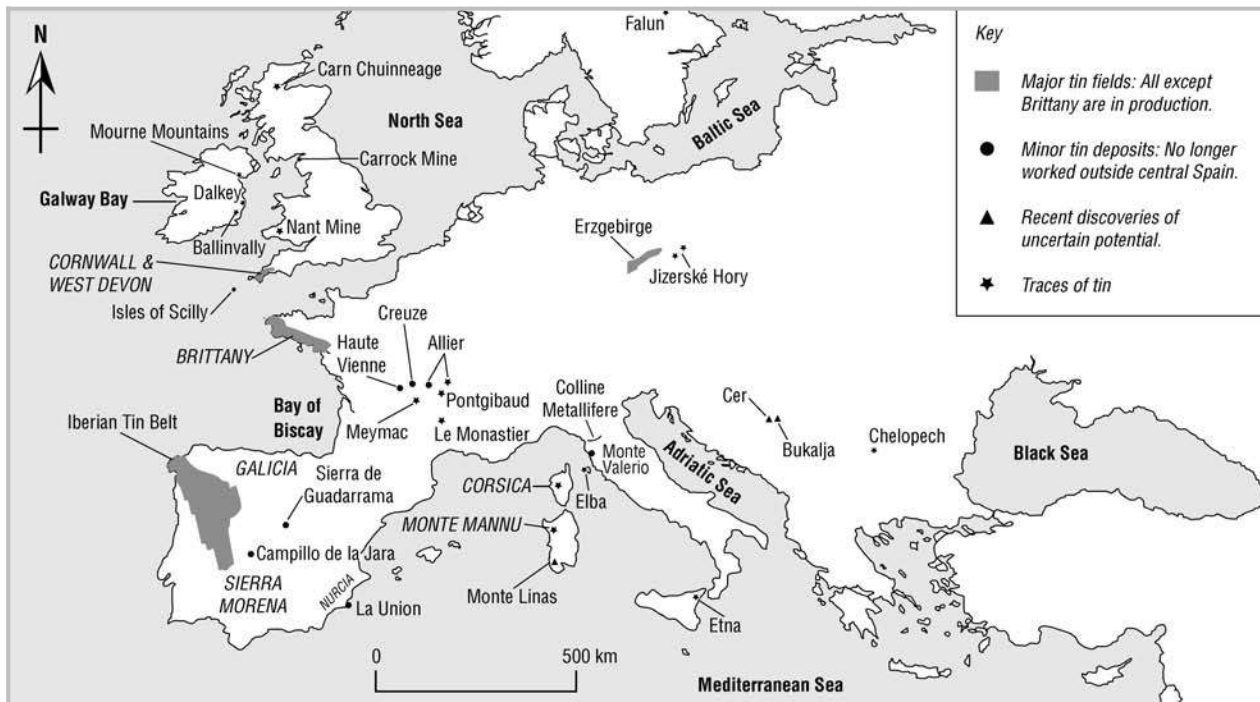 Falun
N
Carn Chuinneage
North Sea
Baltic Sea
Mourne Mountains
Carrock Mine
Dalkey
Galway Bay
Nant Mine
Ballinvally
CORNWALL &
WEST DEVON
Isles of Scilly
Erzgebirge
Jizerské Hory
Creuze
Haute
Vienne
Allier
BRITTANY
Pontgibaud
Meymac
Le Monastier
Bay of
Biscay
Colline
Metallifere
Monte
Valerio
Elba
Adriatic Sea
Cer
Bukalja
Chelopech
Black Sea
Iberian Tin Belt
GALICIA
Sierra de
Guadarrama
CORSICA
MONTE MANNU
Campillo de la Jara
SIERRA
MORENA
NURCIA
La Union
Monte Linas
Etna
0
500 km
Mediterranean Sea
Key
Major tin fields: All except
Brittany are in production.
Minor tin deposits: No longer
worked outside central Spain.
Recent discoveries of
uncertain potential.
Traces of tin